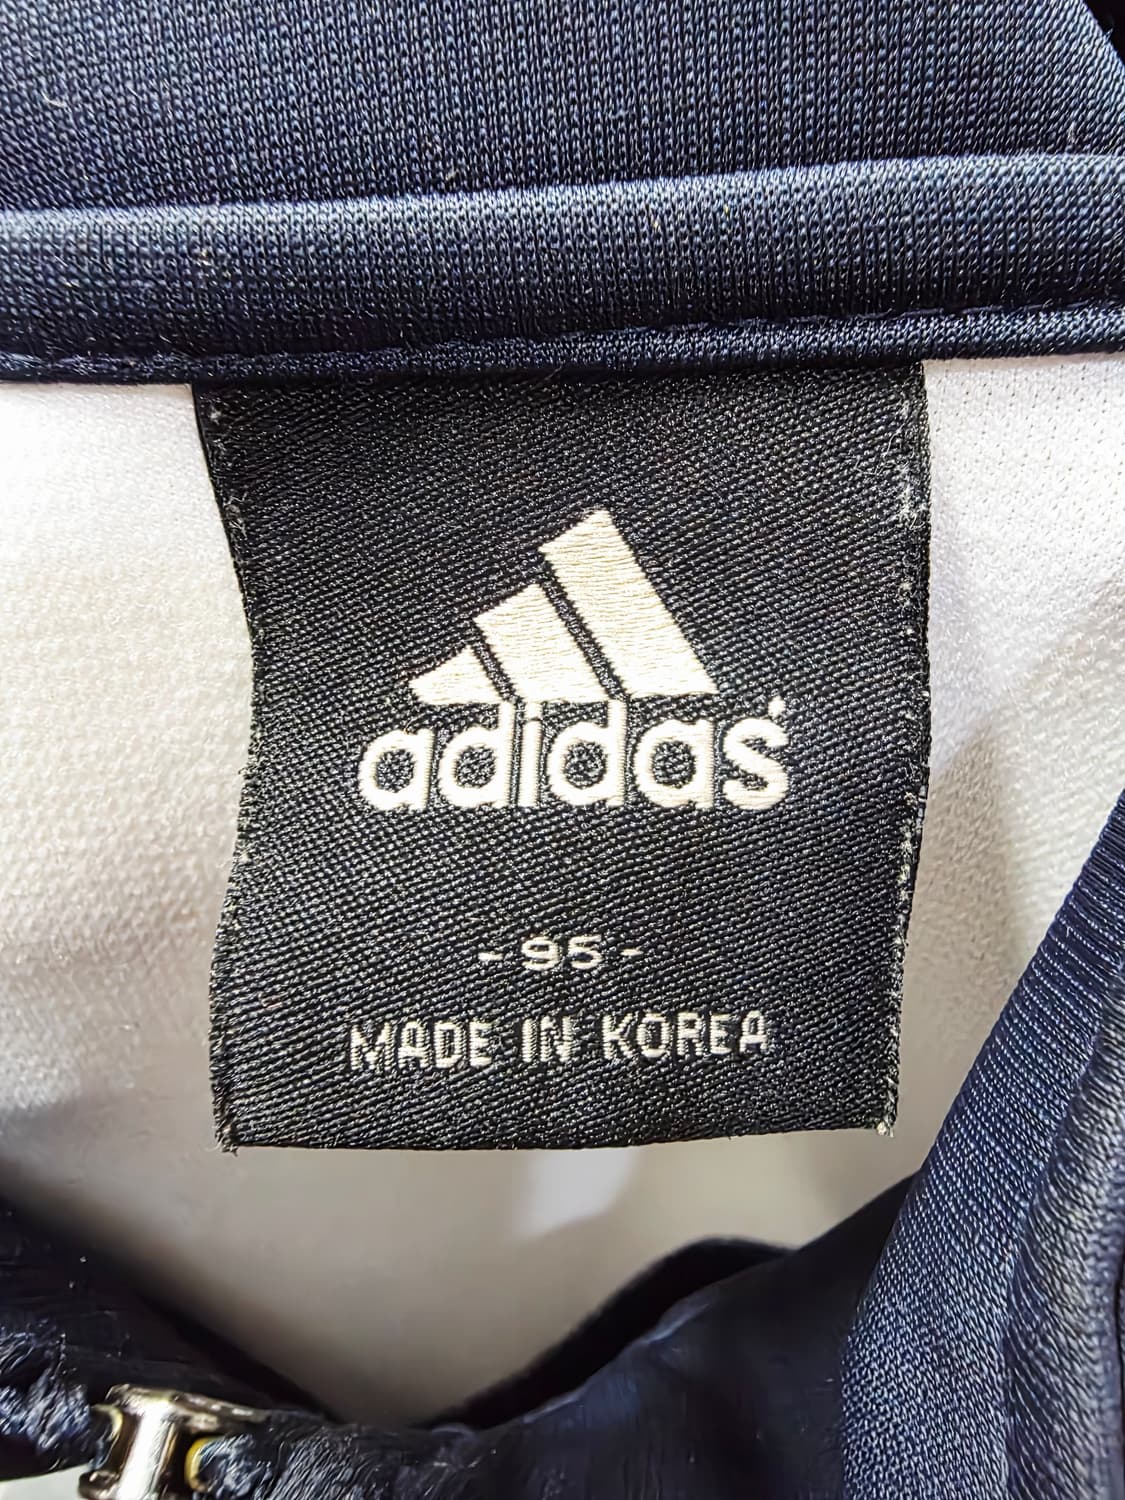 adidas
-95-
MADE IN KOREA